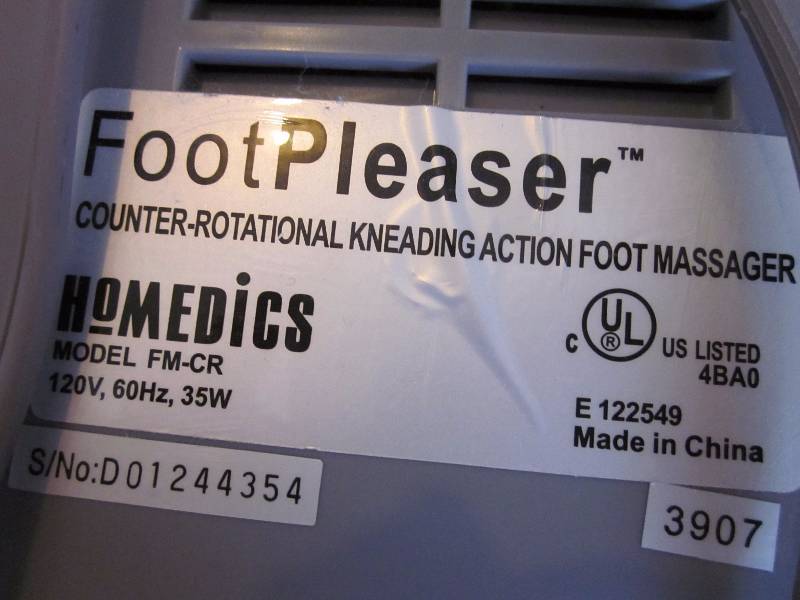 FootPleaser™
COUNTER-ROTATIONAL KNEADING ACTION FOOT MASSAGER
HoMEDiCS
MODEL FM-CR
120V, 60Hz, 35W
C UL ® US LISTED
4BA0
E 122549
Made in China
S/No:D01244354
3907